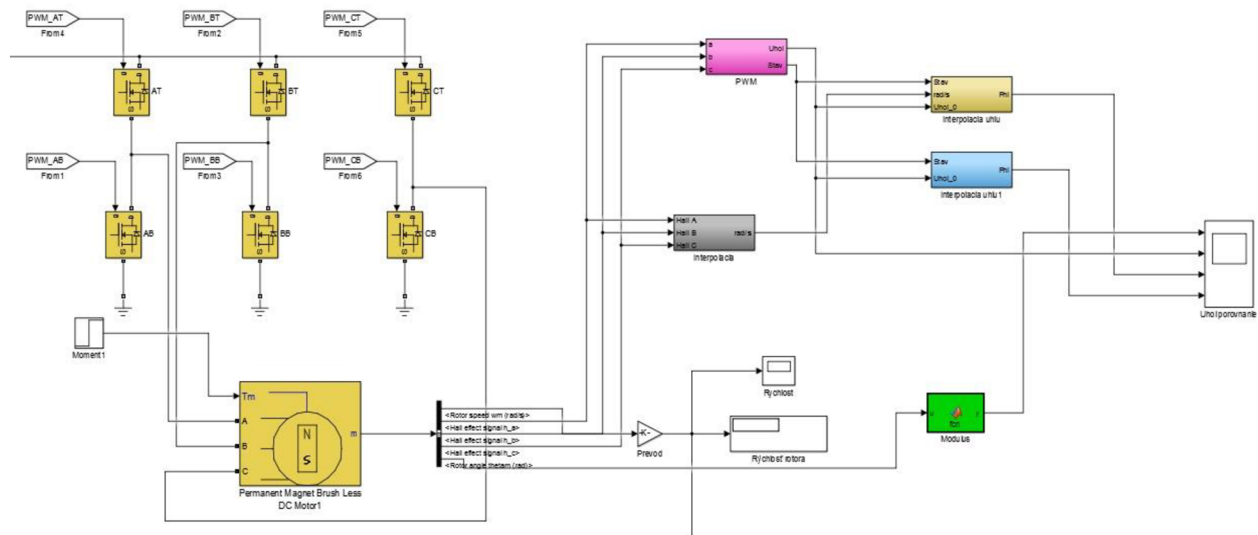 PWM_AT
From4
PWM_BT
From2
PWM_CT
From5
g
D
AT
S
g
D
BT
S
g
D
CT
S
PWM_AB
From1
PWM_BB
From3
PWM_CB
From6
g
D
AB
S
g
D
BB
S
g
D
CB
S
Moment1
Tm
A
B
C
N
S
m
Permanent Magnet Brush Less
DC Motor1
<Rotor speed wm (rad/s)>
<Hall effect signal h_a>
<Hall effect signal h_b>
<Hall effect signal h_c>
<Rotor angle thetam (rad)>
a
b
c
Uhol
Stav
PWM
Hall A
Hall B
Hall C
rad/s
Interpolacia
Stav
rad/s
Uhol_0
Phi
Interpolacia uhlu
Stav
Uhol_0
Phi
Interpolacia uhlu1
Uhol porovnanie
Rychlost
-K-
Prevod
Rýchlosť rotora
fcn
Modulus